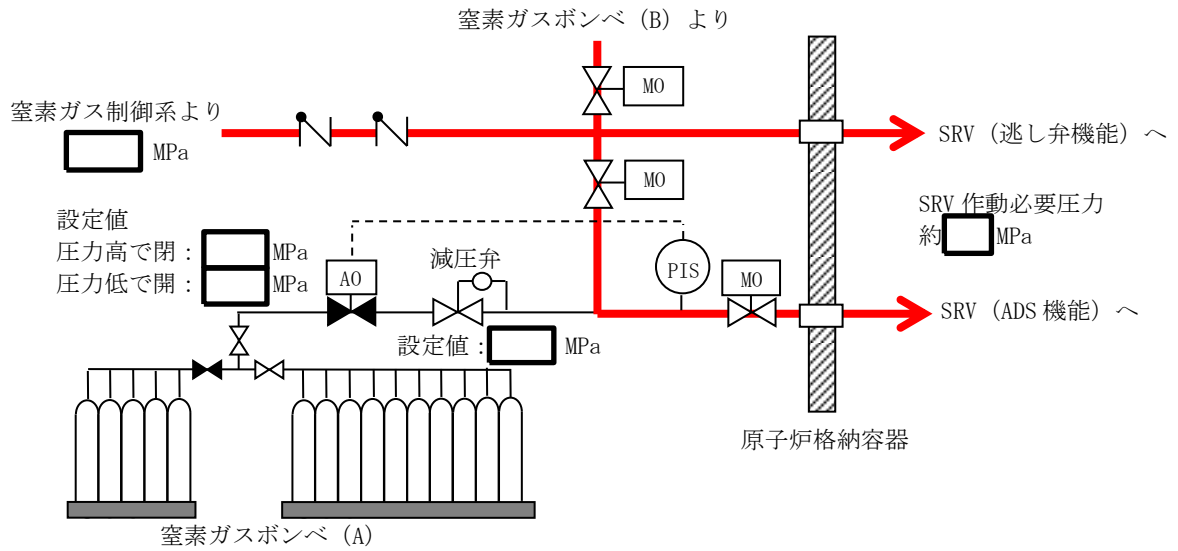 窒素ガスボンベ（B）より
MO
窒素ガス制御系より
MPa
SRV（逃し弁機能）へ
MO
SRV 作動必要圧力
約 MPa
設定値
圧力高で閉： MPa
圧力低で開： MPa
AO
減圧弁
PIS
MO
SRV（ADS 機能）へ
設定値： MPa
原子炉格納容器
窒素ガスボンベ（A）